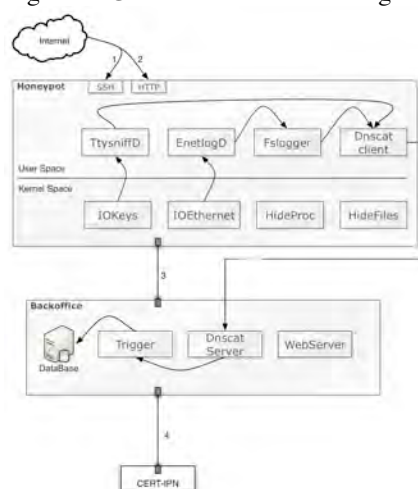 Internet
1
2
Honeypot
SSH
HTTP
TtysniffD
EnetlogD
Fslogger
Dnscat
client
User Space
Kernel Space
IOKeys
IOEthernet
HideProc
HideFiles
3
Backoffice
DataBase
Trigger
Dnscat
Server
WebServer
4
CERT-IPN